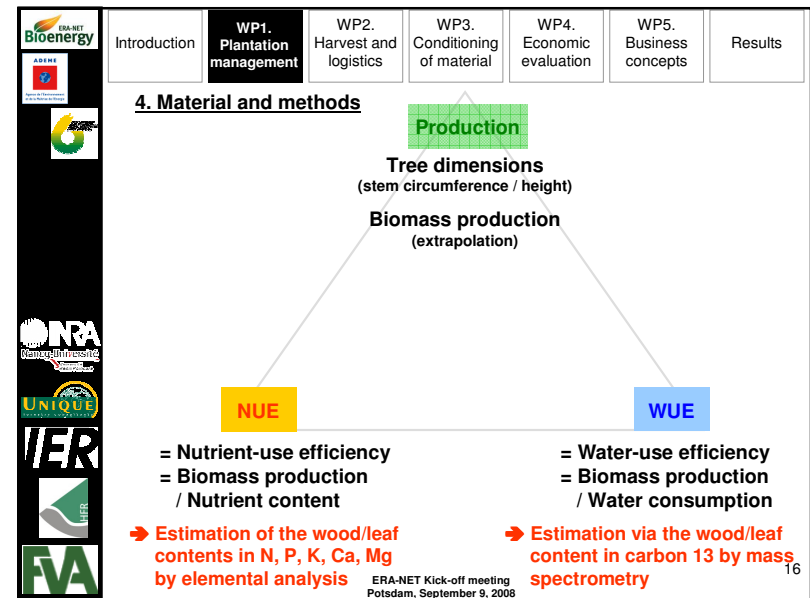 ERA-NET
Bioenergy
ADEME
Introduction
WP1.
Plantation
management
WP2.
Harvest and
logistics
WP3.
Conditioning
of material
WP4.
Economic
evaluation
WP5.
Business
concepts
Results
4. Material and methods
Production
Tree dimensions
(stem circumference / height)
Biomass production
(extrapolation)
INRA
Nancy-Université
UNIQUE
IER
HFR
FVA
NUE
= Nutrient-use efficiency
= Biomass production
/ Nutrient content
➔ Estimation of the wood/leaf
contents in N, P, K, Ca, Mg
by elemental analysis
WUE
= Water-use efficiency
= Biomass production
/ Water consumption
➔ Estimation via the wood/leaf
content in carbon 13 by mass
spectrometry
ERA-NET Kick-off meeting
Potsdam, September 9, 2008
16